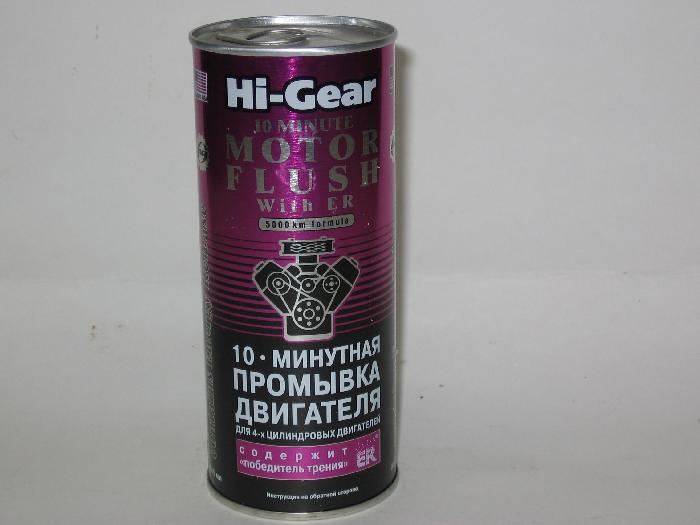 Hi-Gear
10 MINUTE
MOTOR
FLUSH
With ER
5000 km formula
10 · МИНУТНАЯ
ПРОМЫВКА
ДВИГАТЕЛЯ
ДЛЯ 4-х ЦИЛИНДРОВЫХ ДВИГАТЕЛЕЙ
содержит
«победитель трения» ER
Инструкция на обратной стороне